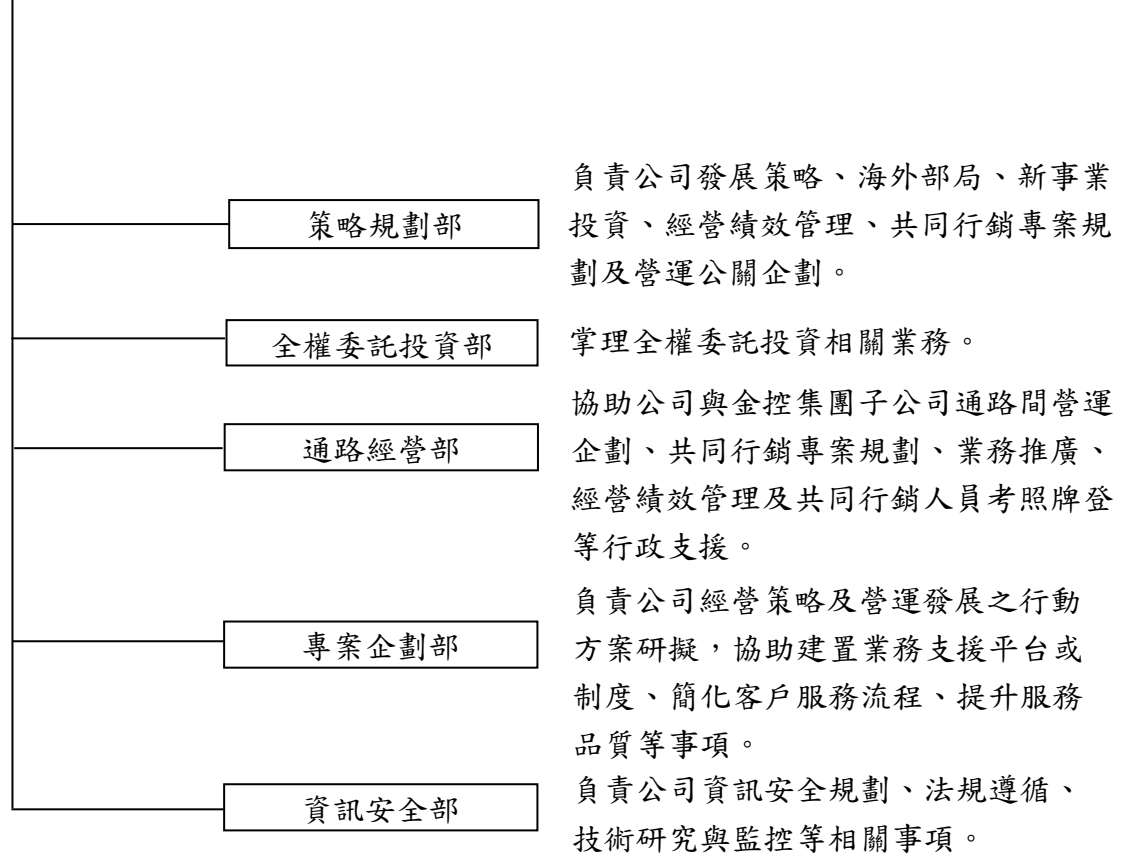 策略規劃部
負責公司發展策略、海外部局、新事業
投資、經營績效管理、共同行銷專案規
劃及營運公關企劃。
全權委託投資部
掌理全權委託投資相關業務。
通路經營部
協助公司與金控集團子公司通路間營運
企劃、共同行銷專案規劃、業務推廣、
經營績效管理及共同行銷人員考照牌登
等行政支援。
專案企劃部
負責公司經營策略及營運發展之行動
方案研擬，協助建置業務支援平台或
制度、簡化客戶服務流程、提升服務
品質等事項。
資訊安全部
負責公司資訊安全規劃、法規遵循、
技術研究與監控等相關事項。